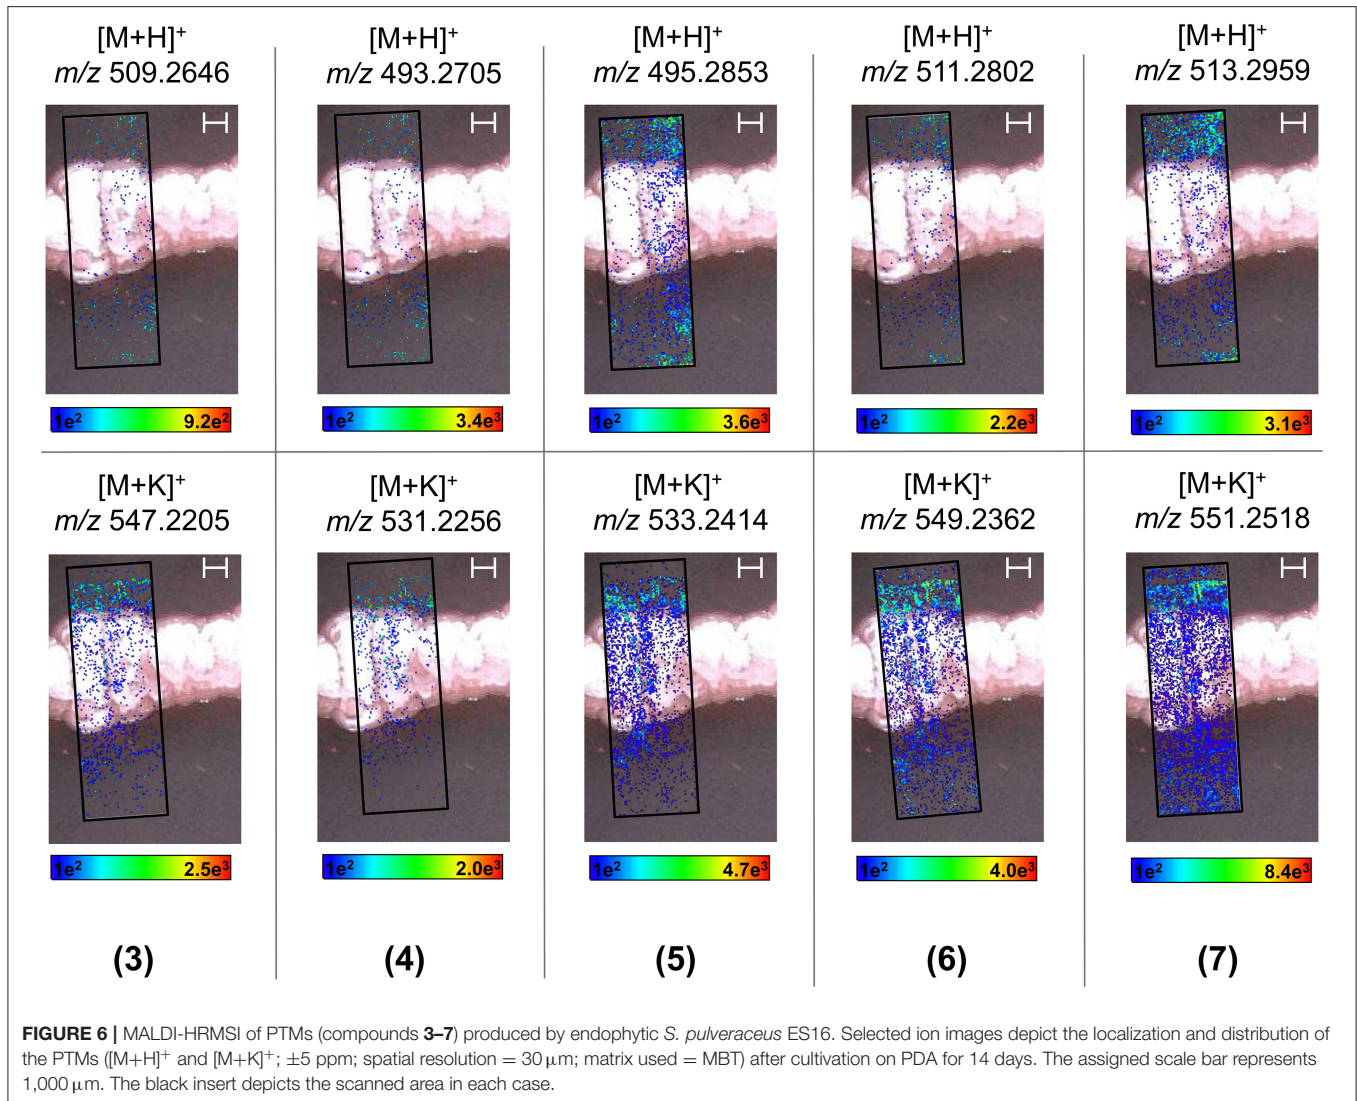 [M+H]⁺ [M+H]⁺ [M+H]⁺ [M+H]⁺ [M+H]⁺
m/z 509.2646 m/z 493.2705 m/z 495.2853 m/z 511.2802 m/z 513.2959
1e² 9.2e² 1e² 3.4e³ 1e² 3.6e³ 1e² 2.2e³ 1e² 3.1e³
[M+K]⁺ [M+K]⁺ [M+K]⁺ [M+K]⁺ [M+K]⁺
m/z 547.2205 m/z 531.2256 m/z 533.2414 m/z 549.2362 m/z 551.2518
1e² 2.5e³ 1e² 2.0e³ 1e² 4.7e³ 1e² 4.0e³ 1e² 8.4e³
(3) (4) (5) (6) (7)
FIGURE 6 | MALDI-HRMSI of PTMs (compounds 3–7) produced by endophytic S. pulveraceus ES16. Selected ion images depict the localization and distribution of
the PTMs ([M+H]⁺ and [M+K]⁺; ±5 ppm; spatial resolution = 30 μm; matrix used = MBT) after cultivation on PDA for 14 days. The assigned scale bar represents
1,000 μm. The black insert depicts the scanned area in each case.